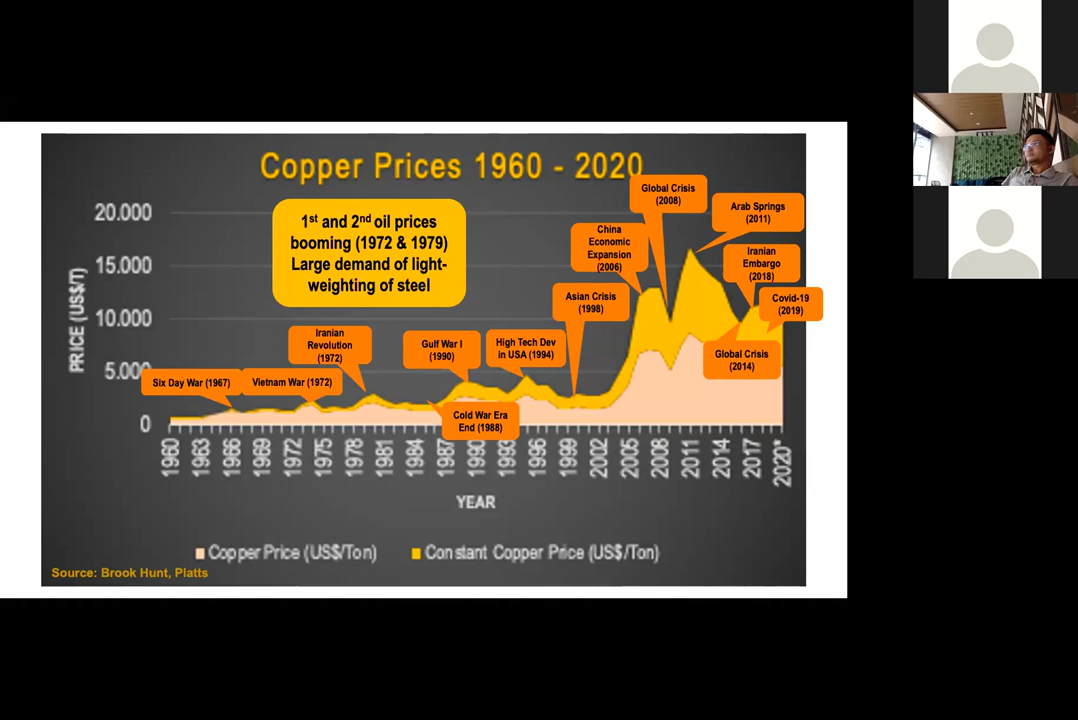 Copper Prices 1960 - 2020
1st and 2nd oil prices
booming (1972 & 1979)
Large demand of light-
weighting of steel
Global Crisis
(2008)
Arab Springs
(2011)
China
Economic
Expansion
(2006)
Iranian
Embargo
(2018)
Asian Crisis
(1998)
Covid-19
(2019)
Iranian
Revolution
(1972)
Gulf War I
(1990)
High Tech Dev
in USA (1994)
Global Crisis
(2014)
Six Day War (1967)
Vietnam War (1972)
Cold War Era
End (1988)
PRICE (US$/T)
20.000
15.000
10.000
5.000
0
1960
1963
1966
1969
1972
1975
1978
1981
1984
1987
1990
1993
1996
1999
2002
2005
2008
2011
2014
2017
2020*
YEAR
Copper Price (US$/Ton)
Constant Copper Price (US$/Ton)
Source: Brook Hunt, Platts